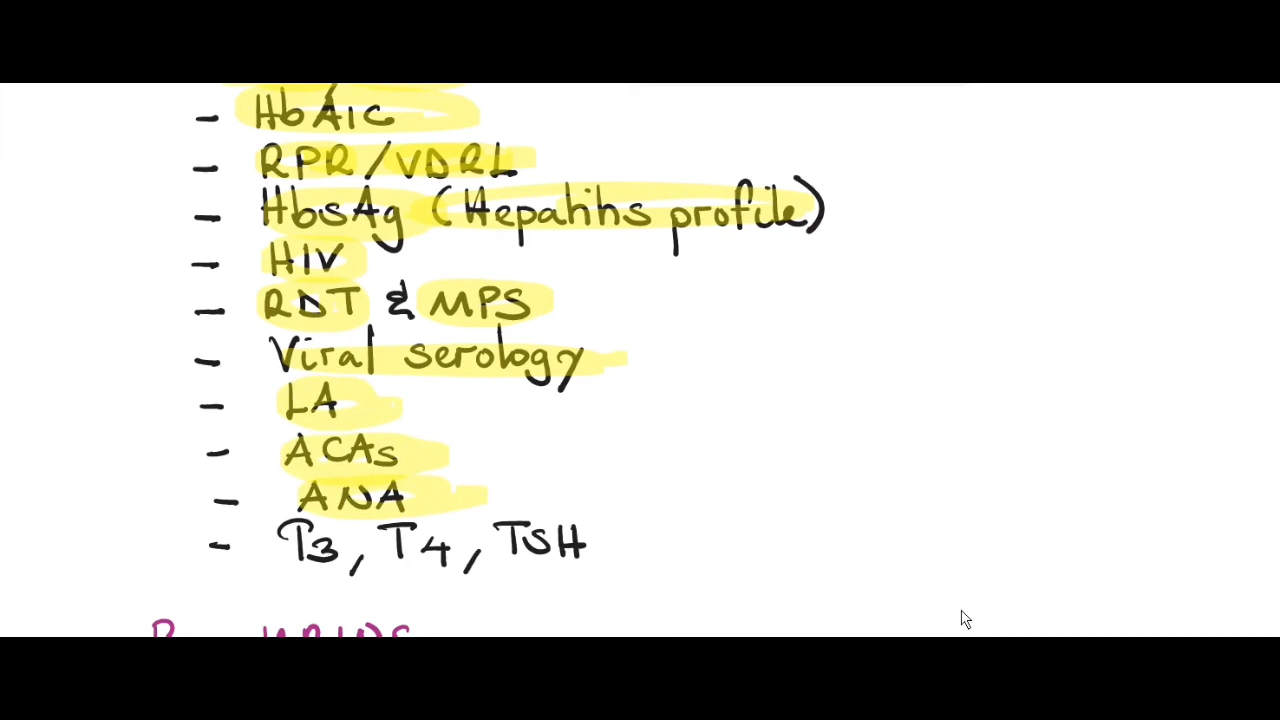 - HbA1c
- RPR/VDRL
- HbsAg (Hepatitis profile)
- HIV
- RDT & MPS
- Viral serology
- LA
- ACAs
- ANA
- T3, T4, TSH